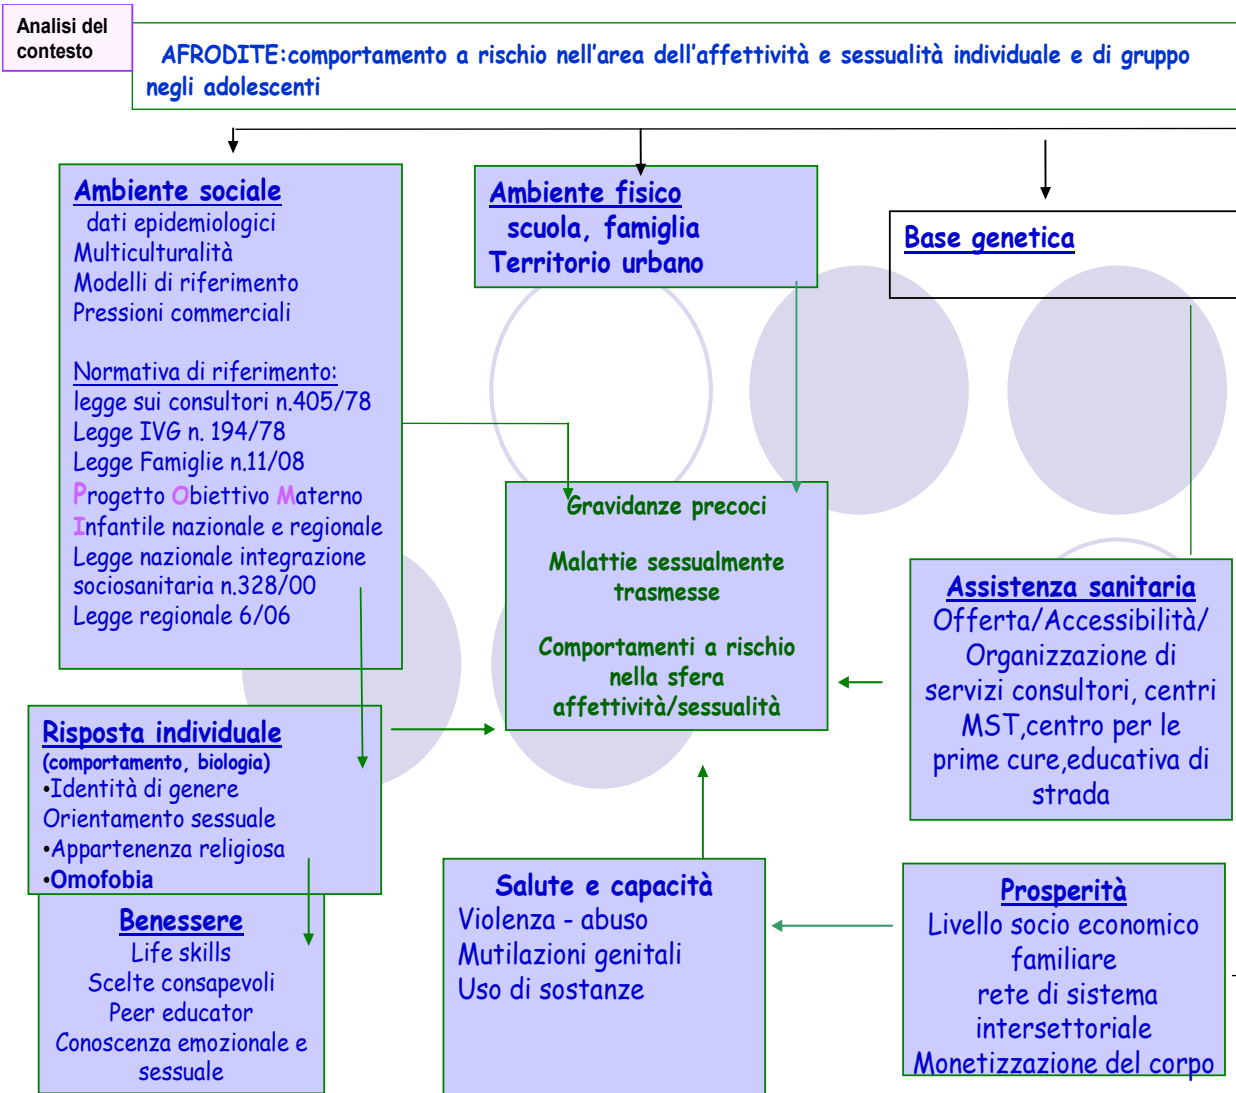 Analisi del
contesto
AFRODITE:comportamento a rischio nell'area dell'affettività e sessualità individuale e di gruppo
negli adolescenti
Ambiente sociale
dati epidemiologici
Multiculturalità
Modelli di riferimento
Pressioni commerciali
Normativa di riferimento:
legge sui consultori n.405/78
Legge IVG n. 194/78
Legge Famiglie n.11/08
Progetto Obiettivo Materno
Infantile nazionale e regionale
Legge nazionale integrazione
sociosanitaria n.328/00
Legge regionale 6/06
Ambiente fisico
scuola, famiglia
Territorio urbano
Base genetica
Gravidanze precoci
Malattie sessualmente
trasmesse
Comportamenti a rischio
nella sfera
affettività/sessualità
Assistenza sanitaria
Offerta/Accessibilità/
Organizzazione di
servizi consultori, centri
MST,centro per le
prime cure,educativa di
strada
Risposta individuale
(comportamento, biologia)
•Identità di genere
Orientamento sessuale
•Appartenenza religiosa
•Omofobia
Benessere
Life skills
Scelte consapevoli
Peer educator
Conoscenza emozionale e
sessuale
Salute e capacità
Violenza - abuso
Mutilazioni genitali
Uso di sostanze
Prosperità
Livello socio economico
familiare
rete di sistema
intersettoriale
Monetizzazione del corpo